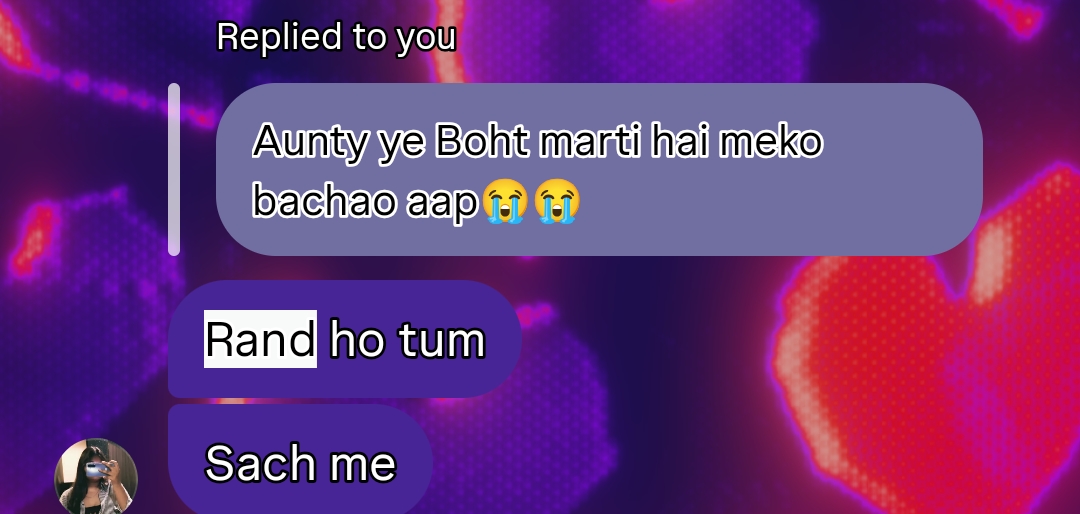 Replied to you
Aunty ye Boht marti hai meko
bachao aap😭😭
Rand ho tum
Sach me